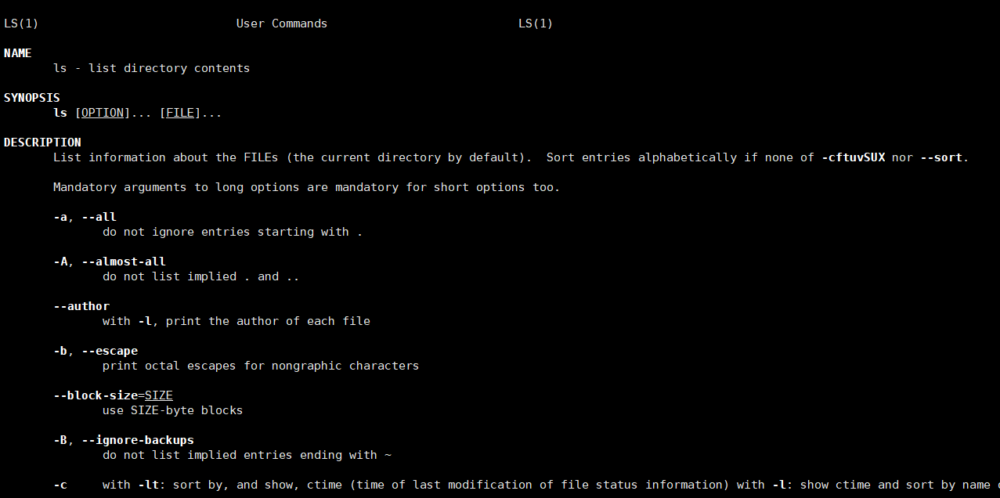 LS(1)                            User Commands                           LS(1)
NAME
ls - list directory contents
SYNOPSIS
ls [OPTION]... [FILE]...
DESCRIPTION
List information about the FILEs (the current directory by default).  Sort entries alphabetically if none of -cftuvSUX nor --sort.
Mandatory arguments to long options are mandatory for short options too.
-a, --all
do not ignore entries starting with .
-A, --almost-all
do not list implied . and ..
--author
with -l, print the author of each file
-b, --escape
print octal escapes for nongraphic characters
--block-size=SIZE
use SIZE-byte blocks
-B, --ignore-backups
do not list implied entries ending with ~
-c     with -lt: sort by, and show, ctime (time of last modification of file status information) with -l: show ctime and sort by name